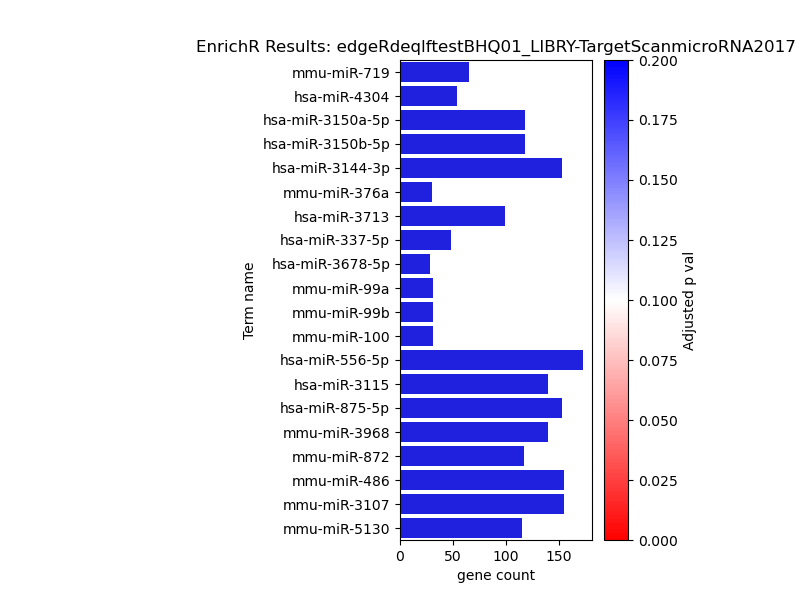 EnrichR Results: edgeRdeqlftestBHQ01_LIBRY-TargetScanmicroRNA2017
mmu-miR-719
hsa-miR-4304
hsa-miR-3150a-5p
hsa-miR-3150b-5p
hsa-miR-3144-3p
mmu-miR-376a
hsa-miR-3713
hsa-miR-337-5p
hsa-miR-3678-5p
mmu-miR-99a
mmu-miR-99b
mmu-miR-100
hsa-miR-556-5p
hsa-miR-3115
hsa-miR-875-5p
mmu-miR-3968
mmu-miR-872
mmu-miR-486
mmu-miR-3107
mmu-miR-5130
Term name
0 50 100 150
gene count
0.200
0.175
0.150
0.125
0.100
0.075
0.050
0.025
0.000
Adjusted p val